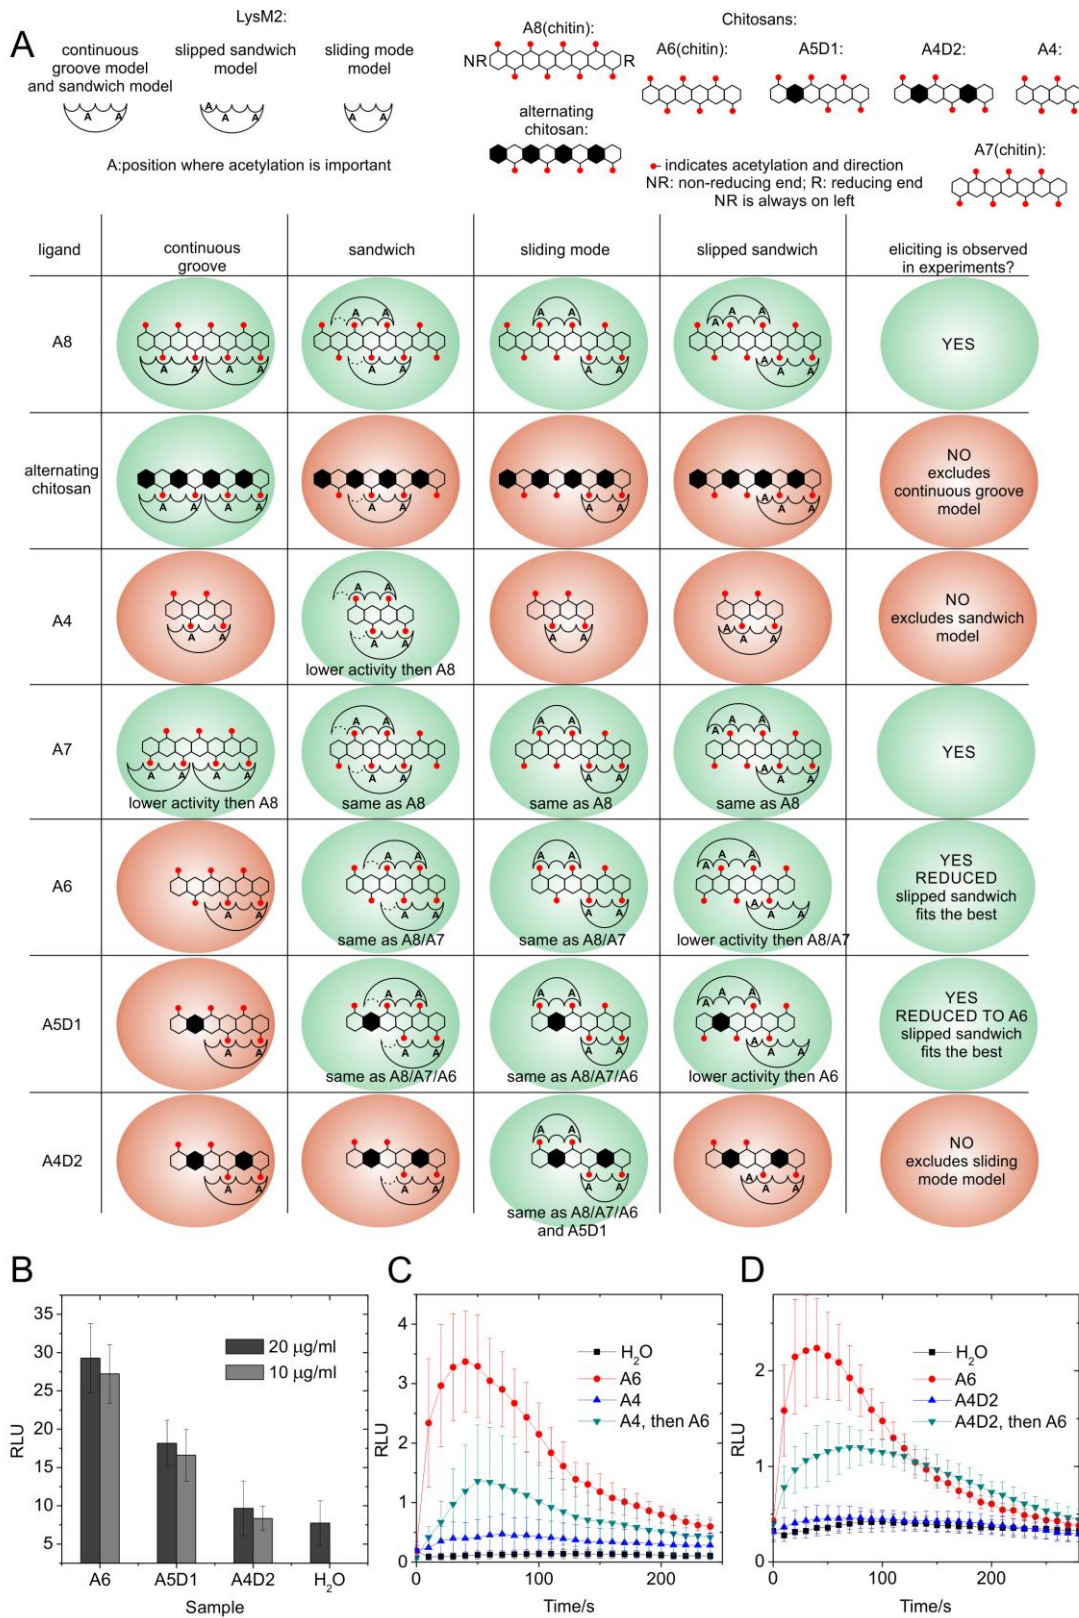 A
LysM2:
continuous
groove model
and sandwich model
slipped sandwich
model
sliding mode
model
A A
A A A
A A
A:position where acetylation is important
A8(chitin):
NR R
alternating
chitosan:
Chitosans:
A6(chitin):
A5D1:
A4D2:
A4:
A7(chitin):
- indicates acetylation and direction
NR: non-reducing end; R: reducing end
NR is always on left
ligand
continuous
groove
sandwich
sliding mode
slipped sandwich
eliciting is observed
in experiments?
A8
A A A A
A A
A A
A A
A A
A A A
A A A
YES
alternating
chitosan
A A A A
A A
A A
A A A
NO
excludes
continuous groove
model
A4
A A
A A
A A
lower activity then A8
A A
A A A
NO
excludes sandwich
model
A7
A A A A
lower activity then A8
A A
A A
same as A8
A A
A A
same as A8
A A A
A A A
same as A8
YES
A6
A A
A A
A A
same as A8/A7
A A
A A
same as A8/A7
A A A
A A A
lower activity then A8/A7
YES
REDUCED
slipped sandwich
fits the best
A5D1
A A
A A
A A
same as A8/A7/A6
A A
A A
same as A8/A7/A6
A A A
A A A
lower activity then A6
YES
REDUCED TO A6
slipped sandwich
fits the best
A4D2
A A
A A
A A
A A
same as A8/A7/A6
and A5D1
A A A
NO
excludes sliding
mode model
B
35
30
25
20
15
10
5
RLU
20 μg/ml
10 μg/ml
A6 A5D1 A4D2 H2O
Sample
C
4
3
2
1
0
RLU
H2O
A6
A4
A4, then A6
0 100 200
Time/s
D
2
1
0
RLU
H2O
A6
A4D2
A4D2, then A6
0 100 200
Time/s